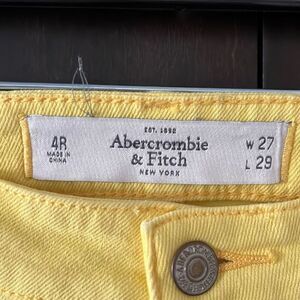 EST. 1892
4R
MADE IN
CHINA
Abercrombie
& Fitch
NEW YORK
W 27
L 29